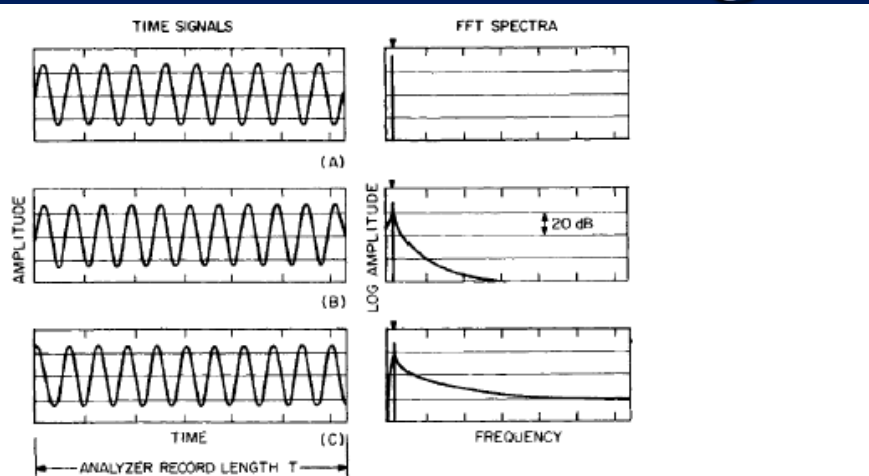 TIME SIGNALS
FFT SPECTRA
(A)
AMPLITUDE
LOG AMPLITUDE
20 dB
(B)
TIME
(C)
FREQUENCY
ANALYZER RECORD LENGTH T